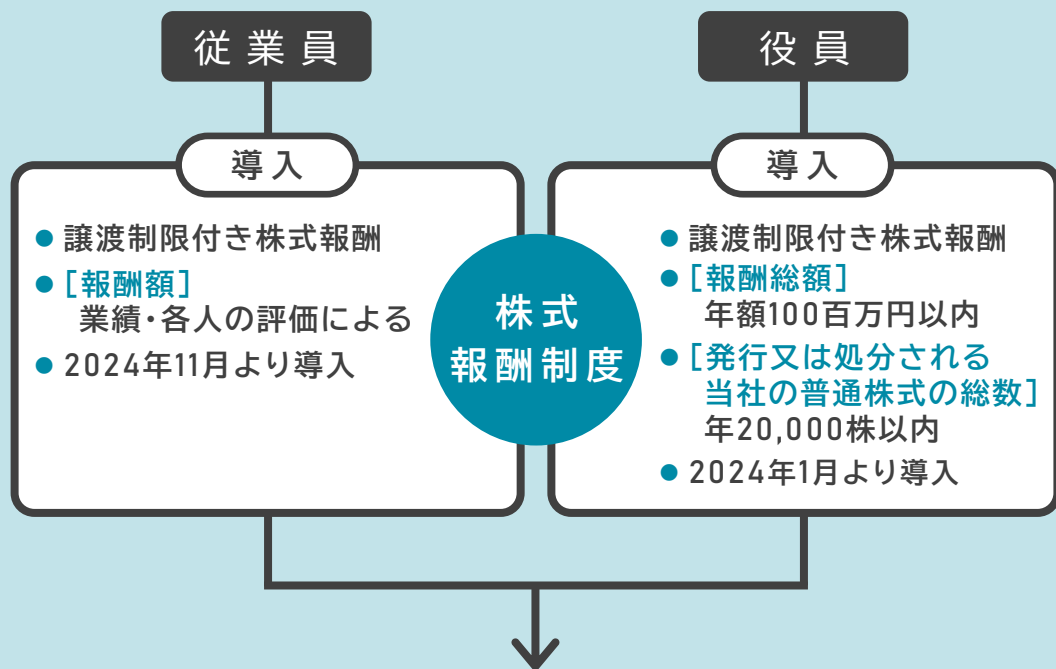 従業員
導入
● 譲渡制限付き株式報酬
● [報酬額]
業績・各人の評価による
● 2024年11月より導入
株式
報酬制度
役員
導入
● 譲渡制限付き株式報酬
● [報酬総額]
年額100百万円以内
● [発行又は処分される
当社の普通株式の総数]
年20,000株以内
● 2024年1月より導入